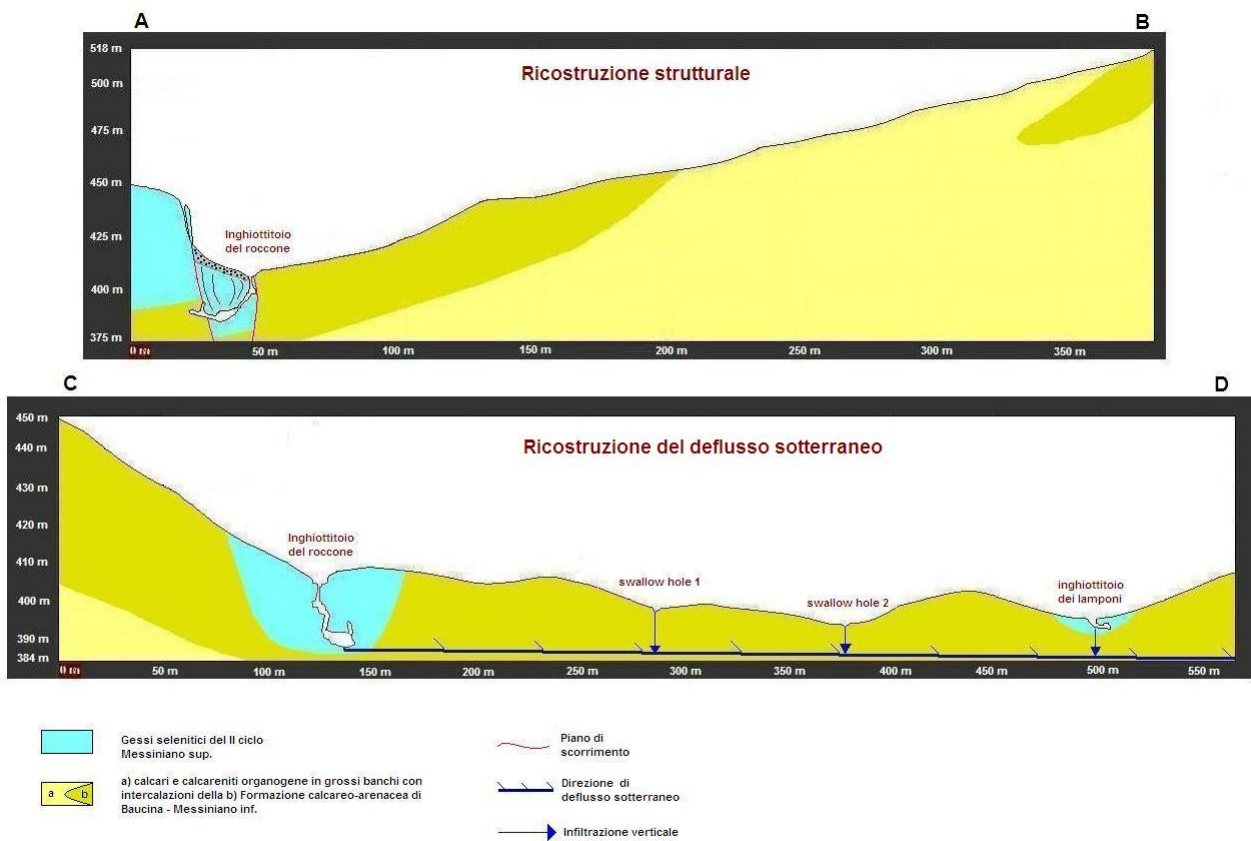 A
B
518 m
Ricostruzione strutturale
500 m
475 m
450 m
425 m
Inghiottitoio
del roccone
400 m
375 m
0 m
50 m
100 m
150 m
200 m
250 m
300 m
350 m
C
D
450 m
Ricostruzione del deflusso sotterraneo
440 m
430 m
420 m
410 m
Inghiottitoio
del roccone
400 m
390 m
384 m
swallow hole 1
swallow hole 2
inghiottitoio
dei lamponi
0 m
50 m
100 m
150 m
200 m
250 m
300 m
350 m
400 m
450 m
500 m
550 m
Gessi selenitici del II ciclo
Messiniano sup.
a
b
a) calcari e calcareniti organogene in grossi banchi con
intercalazioni della b) Formazione calcareo-arenacea di
Baucina - Messiniano inf.
Piano di
scorrimento
Direzione di
deflusso sotterraneo
Infiltrazione verticale